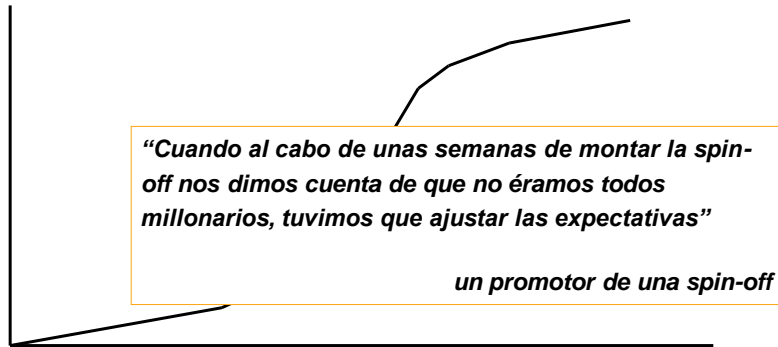 “Cuando al cabo de unas semanas de montar la spin-
off nos dimos cuenta de que no éramos todos
millonarios, tuvimos que ajustar las expectativas”
un promotor de una spin-off